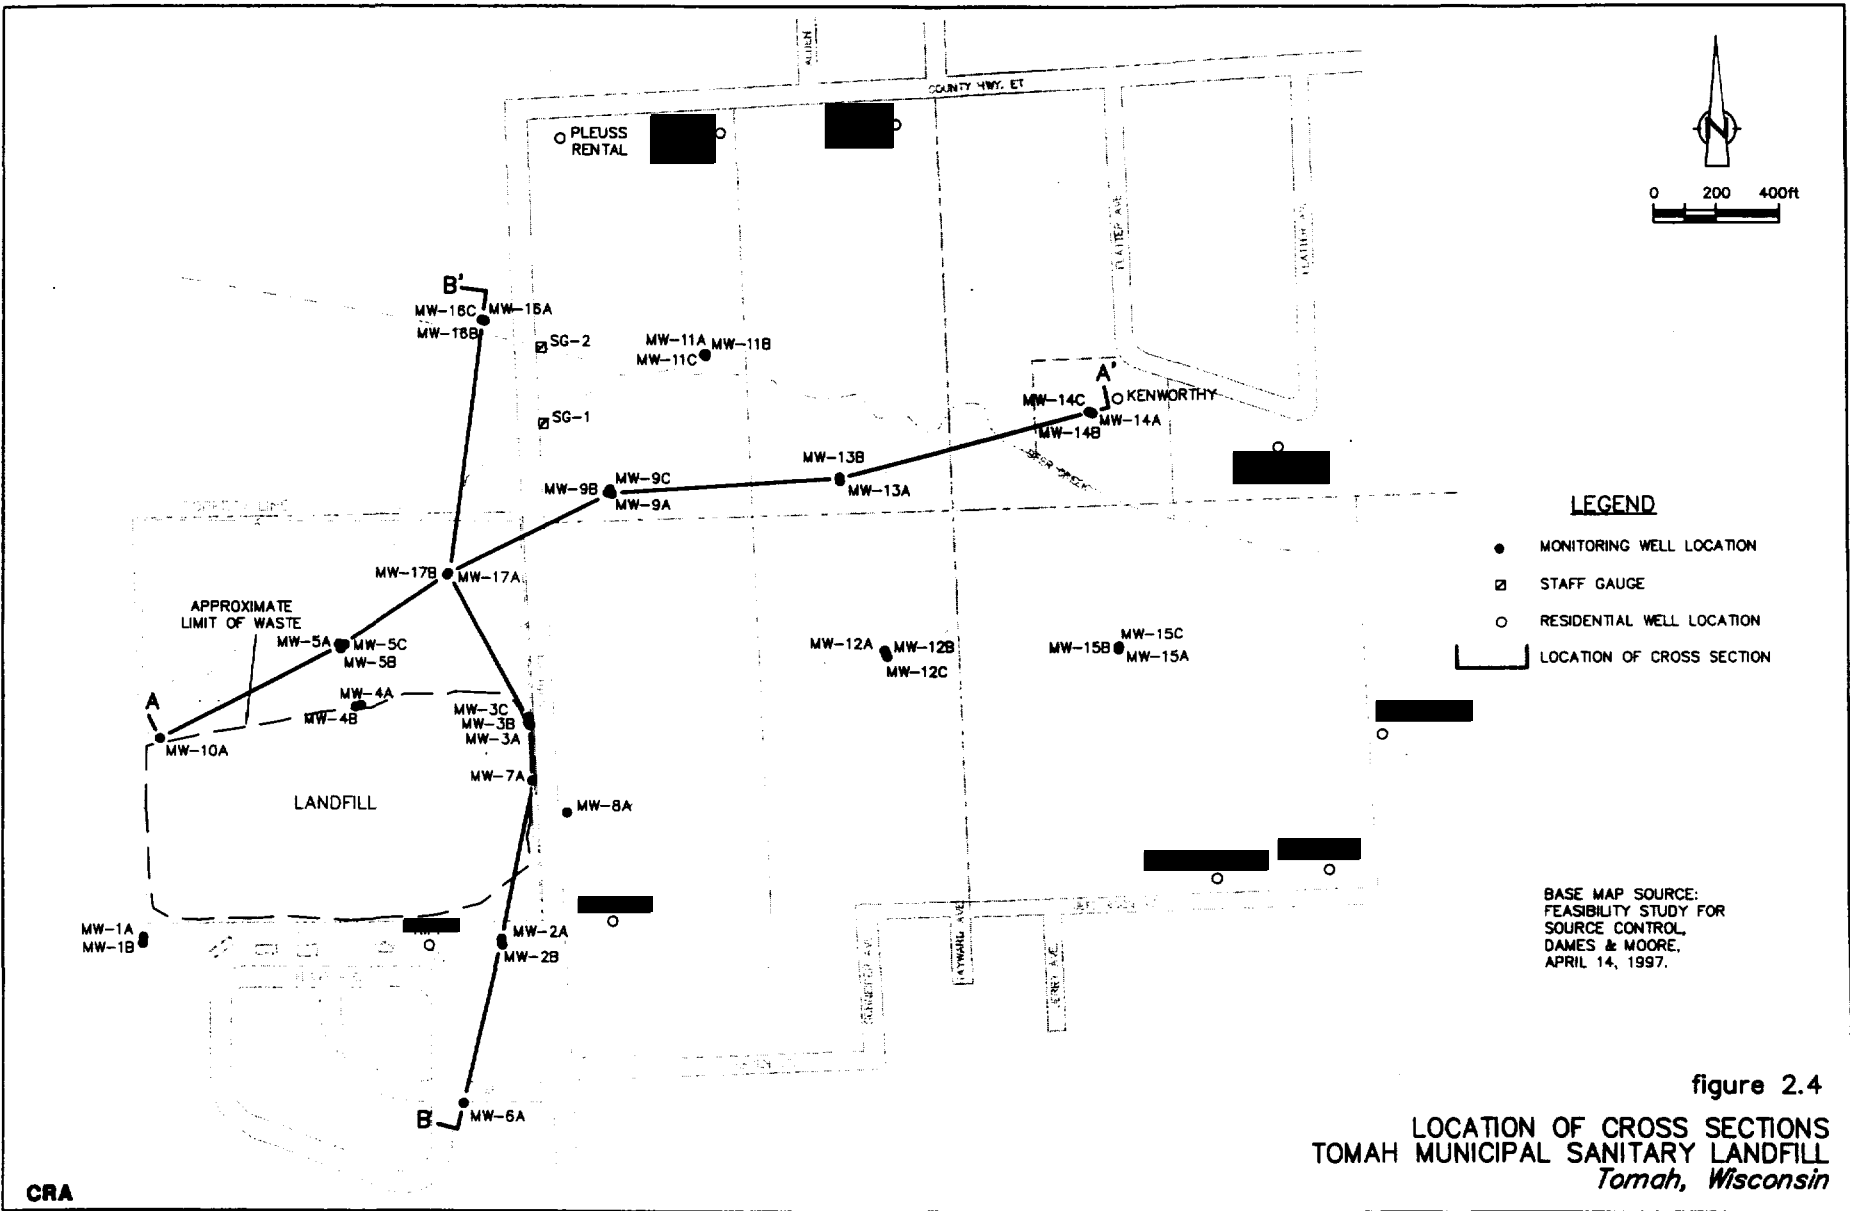 ALDEN
COUNTY HWY. ET
PLEUSS
RENTAL
N
0 200 400ft
FLATTER AVE
B'
MW-16C
MW-16A
MW-16B
SG-2
MW-11A
MW-11B
MW-11C
A'
KENWORTHY
MW-14C
MW-14A
MW-14B
SG-1
MW-13B
MW-13A
MW-9C
MW-9B
MW-9A
LEGEND
MONITORING WELL LOCATION
STAFF GAUGE
RESIDENTIAL WELL LOCATION
LOCATION OF CROSS SECTION
MW-17B
MW-17A
APPROXIMATE
LIMIT OF WASTE
MW-5A
MW-5C
MW-5B
MW-12A
MW-12B
MW-12C
MW-15C
MW-15B
MW-15A
A
MW-4A
MW-4B
MW-3C
MW-3B
MW-3A
MW-10A
MW-7A
LANDFILL
MW-8A
MW-1A
MW-1B
MW-2A
MW-2B
JERRY AVE
BASE MAP SOURCE:
FEASIBILITY STUDY FOR
SOURCE CONTROL,
DAMES & MOORE,
APRIL 14, 1997.
B
MW-6A
figure 2.4
LOCATION OF CROSS SECTIONS
TOMAH MUNICIPAL SANITARY LANDFILL
Tomah, Wisconsin
CRA